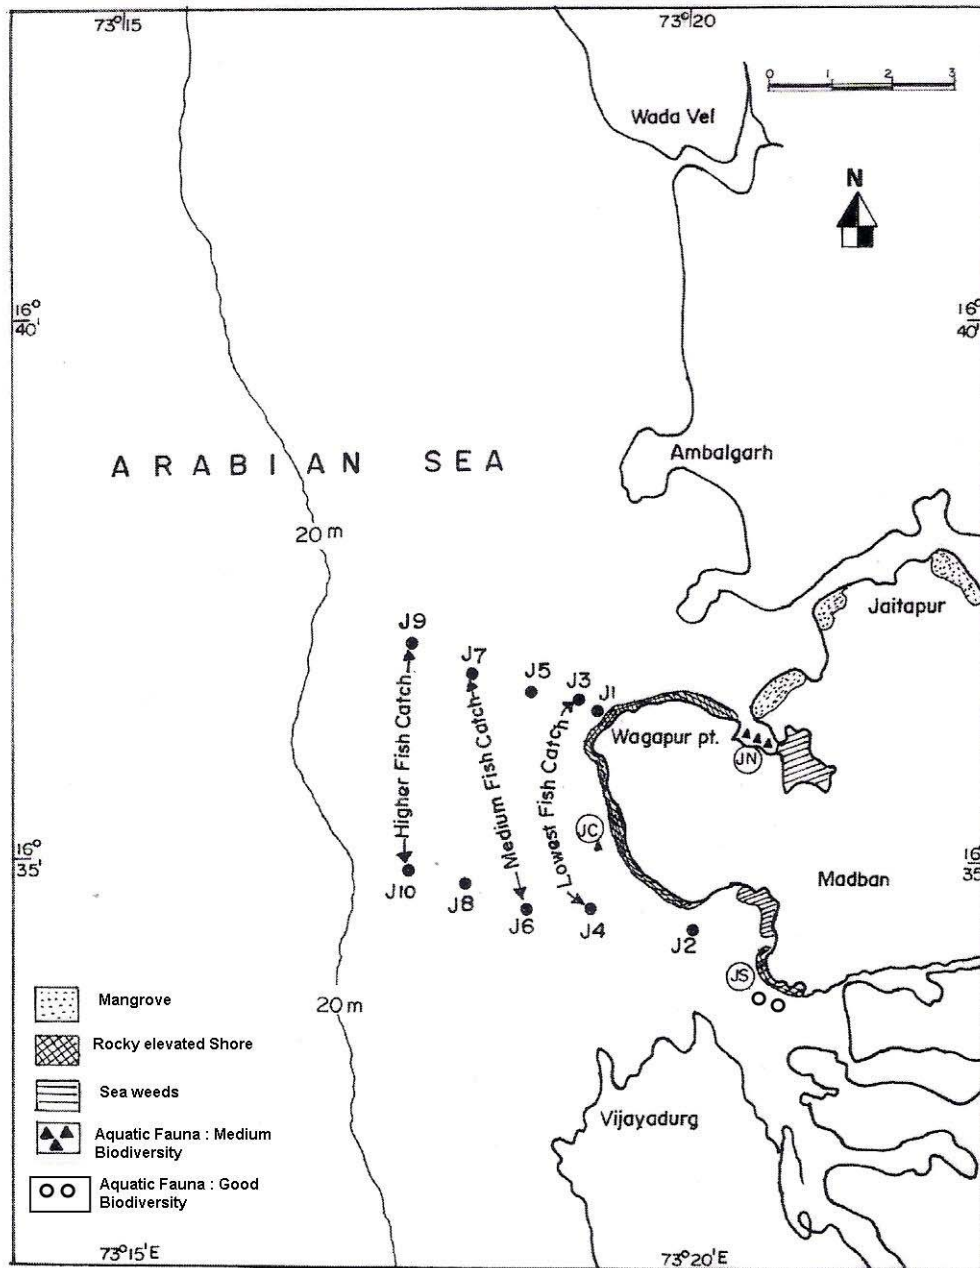 73°15'
73°20'
0 1 2 3
Wada Vel
N
16°
40'
16°
40'
ARABIAN SEA
Ambalgarh
20 m
Jaitapur
J9
J7
J5
J3
J1
Higher Fish Catch
Medium Fish Catch
Lowest Fish Catch
Wagapur pt.
JN
JC
16°
35'
16
35
Madban
J10
J8
J6
J4
J2
JS
20 m
Mangrove
Rocky elevated Shore
Sea weeds
Aquatic Fauna : Medium
Biodiversity
Aquatic Fauna : Good
Biodiversity
Vijayadurg
73°15'E
73°20'E